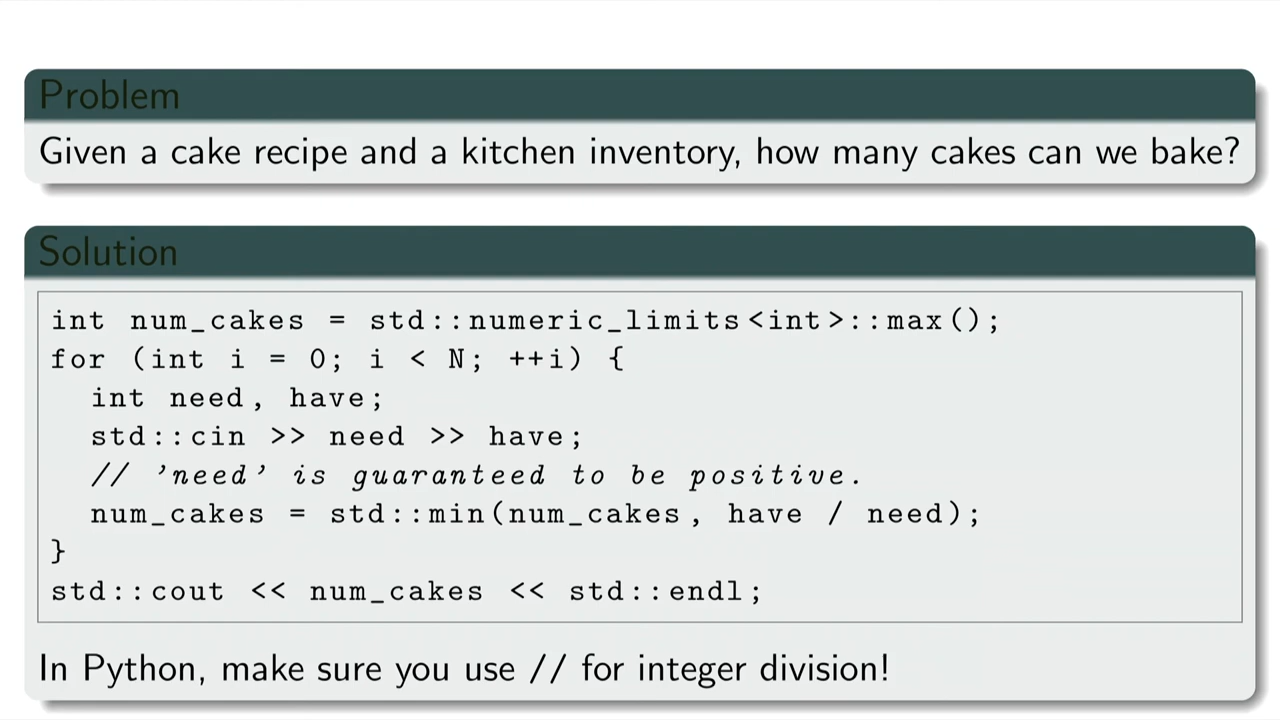 Problem
Given a cake recipe and a kitchen inventory, how many cakes can we bake?
Solution
int num_cakes = std::numeric_limits<int>::max();
for (int i = 0; i < N; ++i) {
  int need, have;
  std::cin >> need >> have;
  // 'need' is guaranteed to be positive.
  num_cakes = std::min(num_cakes, have / need);
}
std::cout << num_cakes << std::endl;
In Python, make sure you use // for integer division!